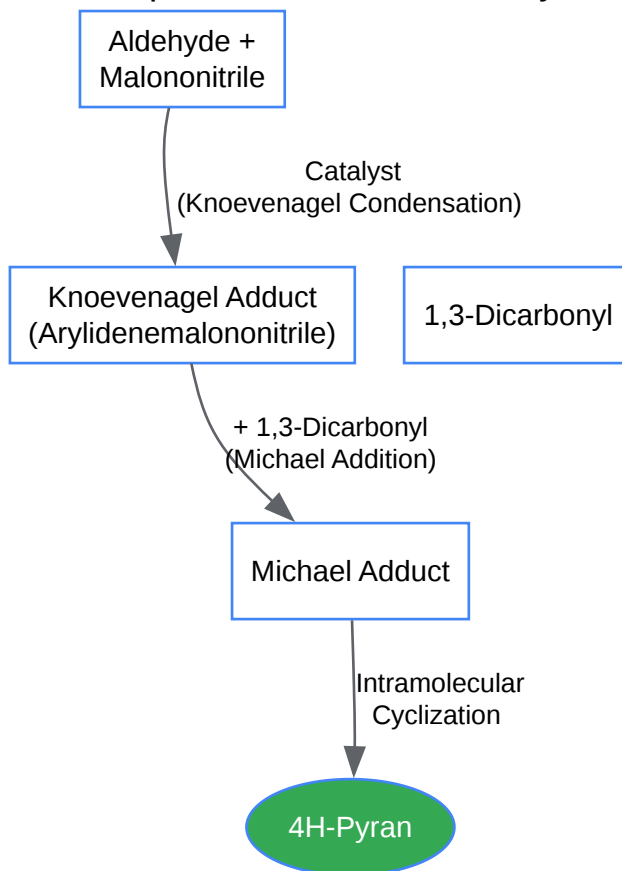 Aldehyde +
Malononitrile
Catalyst
(Knoevenagel Condensation)
Knoevenagel Adduct
(Arylidenemalononitrile)
1,3-Dicarbonyl
+ 1,3-Dicarbonyl
(Michael Addition)
Michael Adduct
Intramolecular
Cyclization
4H-Pyran